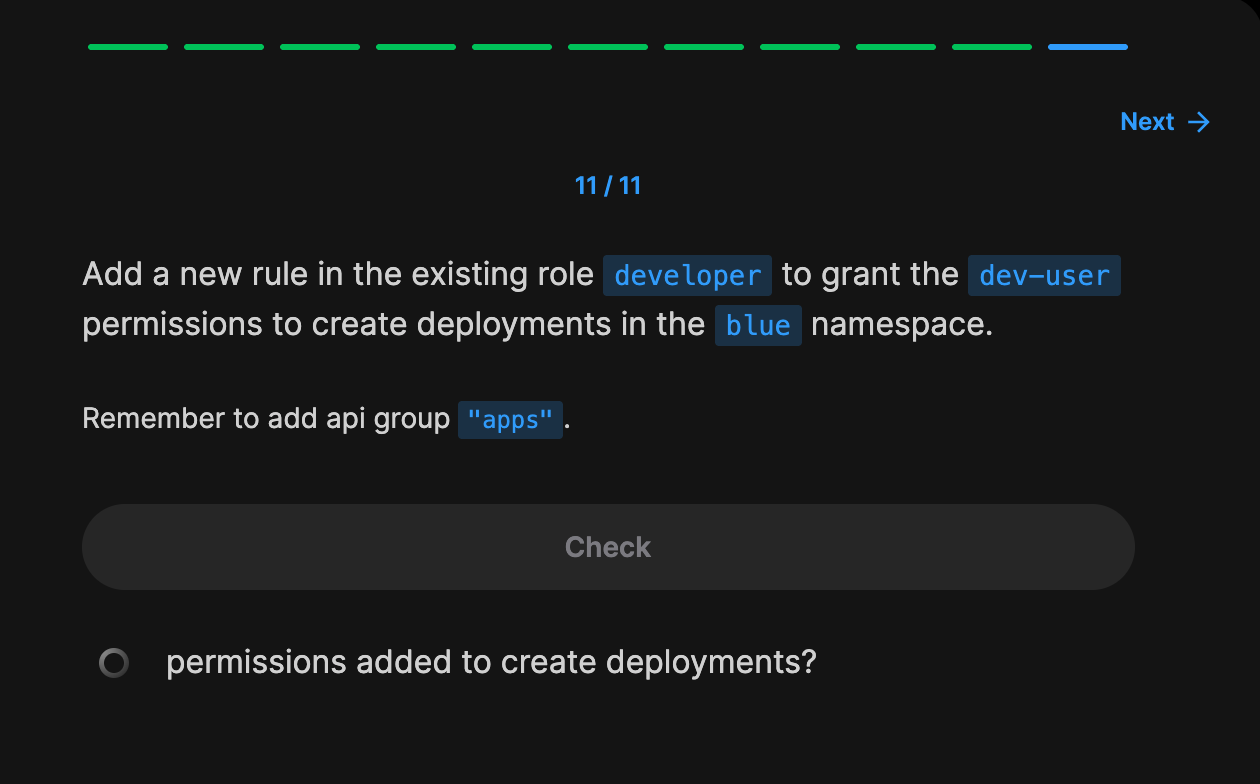 Next →
11 / 11
Add a new rule in the existing role developer to grant the dev-user
permissions to create deployments in the blue namespace.
Remember to add api group "apps".
Check
permissions added to create deployments?